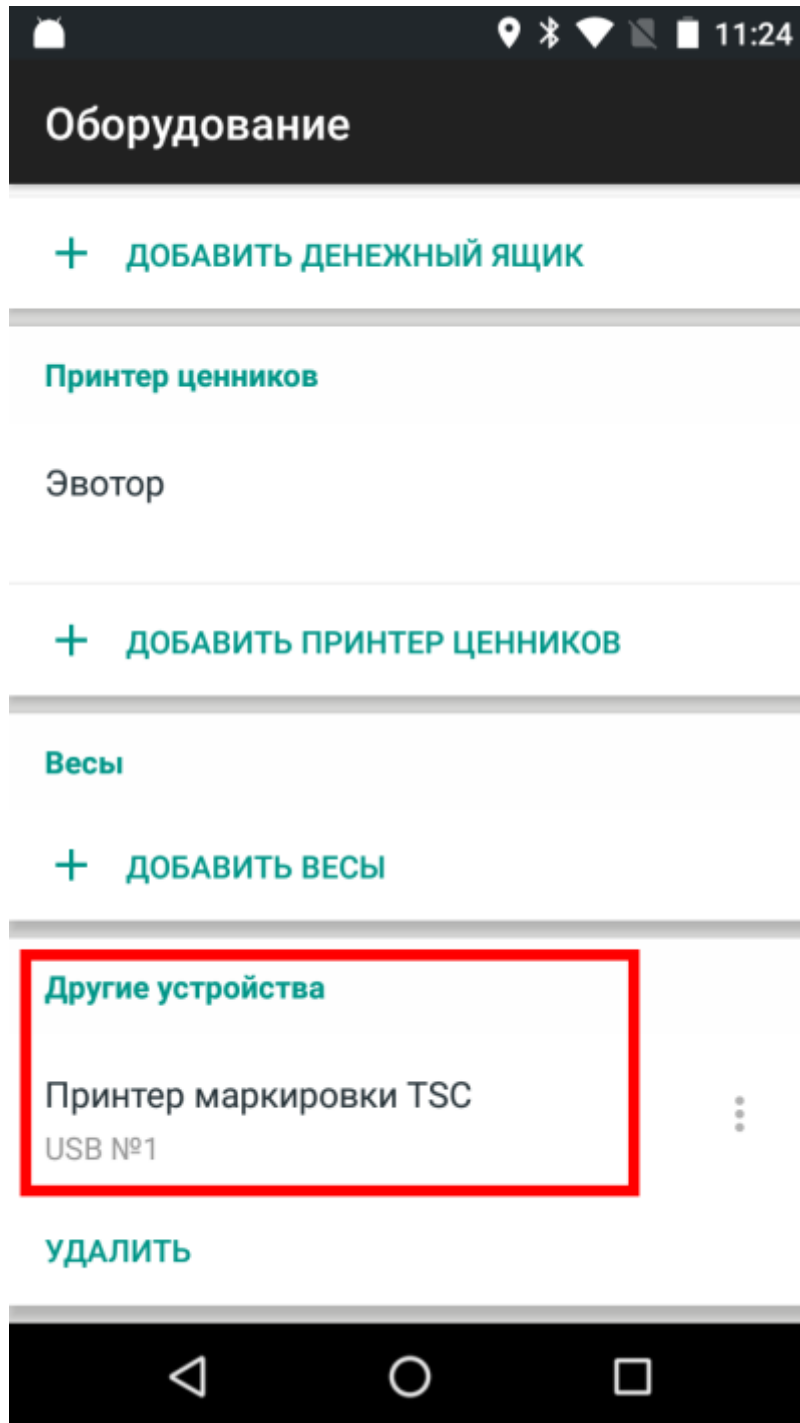 11:24
Оборудование
+ ДОБАВИТЬ ДЕНЕЖНЫЙ ЯЩИК
Принтер ценников
Эвотор
+ ДОБАВИТЬ ПРИНТЕР ЦЕННИКОВ
Весы
+ ДОБАВИТЬ ВЕСЫ
Другие устройства
Принтер маркировки TSC
USB №1
УДАЛИТЬ